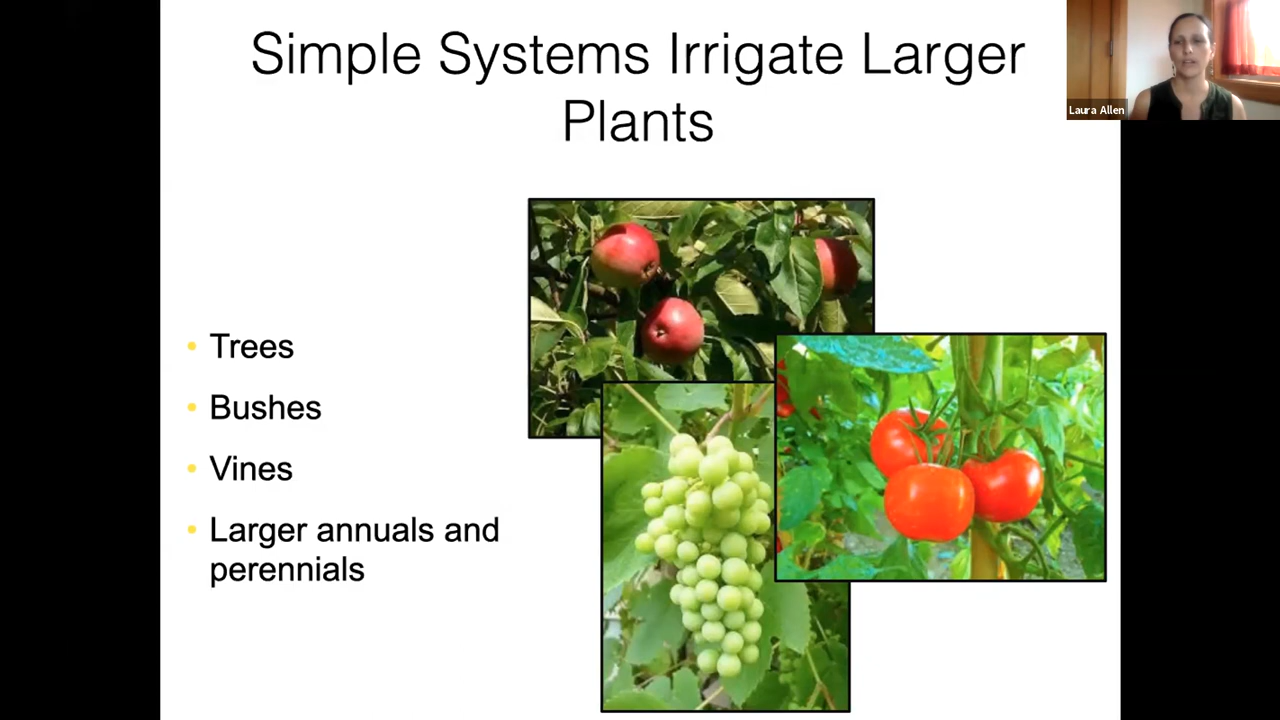 Simple Systems Irrigate Larger
Plants
Laura Allen
• Trees
• Bushes
• Vines
• Larger annuals and
perennials